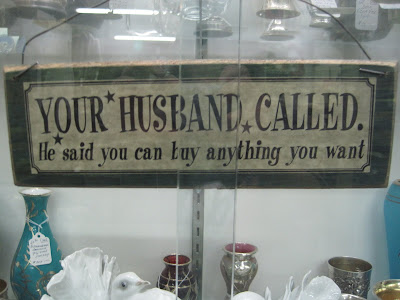 YOUR HUSBAND CALLED.
He said you can buy anything you want